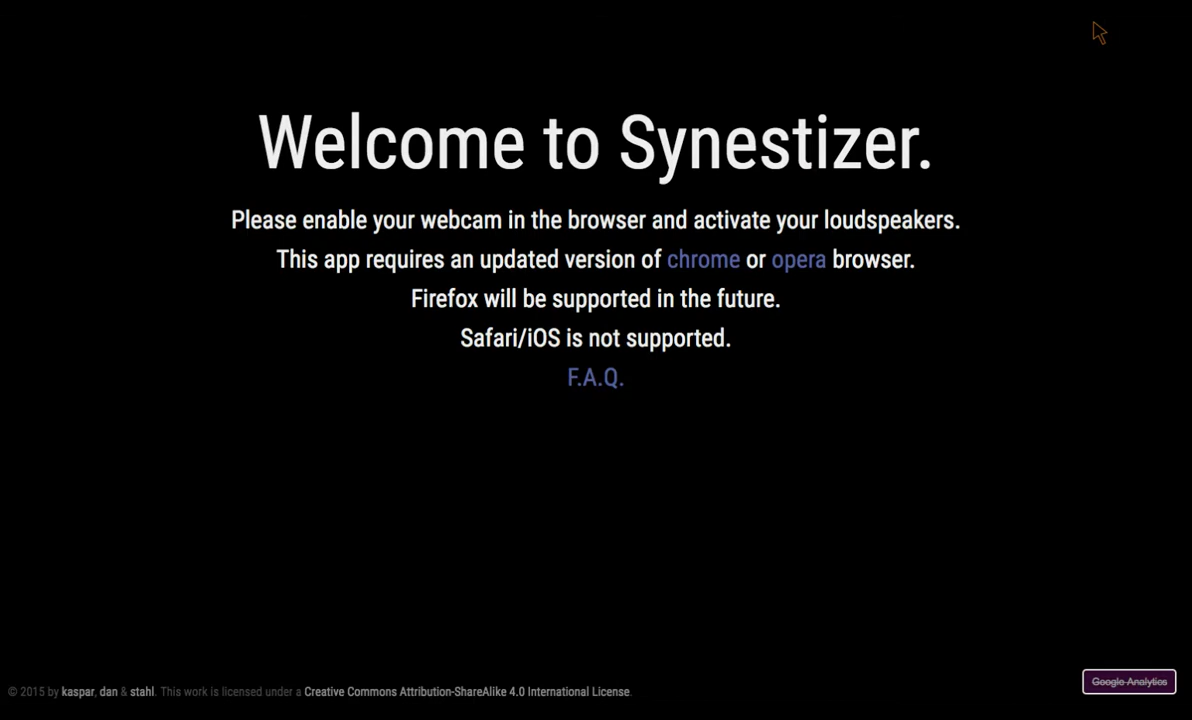 Welcome to Synestizer.
Please enable your webcam in the browser and activate your loudspeakers.
This app requires an updated version of chrome or opera browser.
Firefox will be supported in the future.
Safari/iOS is not supported.
F.A.Q.
© 2015 by kaspar, dan & stahl. This work is licensed under a Creative Commons Attribution-ShareAlike 4.0 International License.
Google Analytics